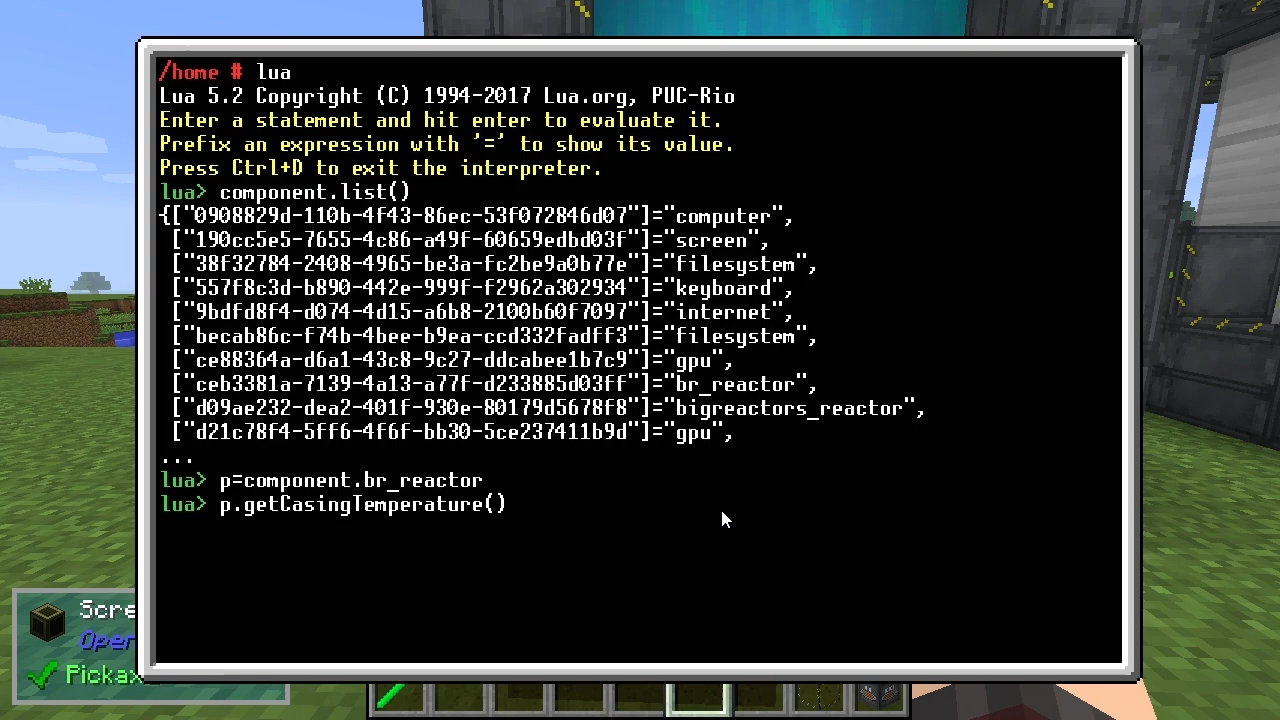 /home # lua
Lua 5.2 Copyright (C) 1994-2017 Lua.org, PUC-Rio
Enter a statement and hit enter to evaluate it.
Prefix an expression with '=' to show its value.
Press Ctrl+D to exit the interpreter.
lua> component.list()
{["0908829d-110b-4f43-86ec-53f072846d07"]="computer",
["190cc5e5-7655-4c86-a49f-60659edbd03f"]="screen",
["38f32784-2408-4965-be3a-fc2be9a0b77e"]="filesystem",
["557f8c3d-b890-442e-999f-f2962a302934"]="keyboard",
["9bdfd8f4-d074-4d15-a6b8-2100b60f7097"]="internet",
["becab86c-f74b-4bee-b9ea-ccd332fadff3"]="filesystem",
["ce88364a-d6a1-43c8-9c27-ddcabee1b7c9"]="gpu",
["ceb3381a-7139-4a13-a77f-d233885d03ff"]="br_reactor",
["d09ae232-dea2-401f-930e-80179d5678f8"]="bigreactors_reactor",
["d21c78f4-5ff6-4f6f-bb30-5ce237411b9d"]="gpu",
...
lua> p=component.br_reactor
lua> p.getCasingTemperature()
Scre
Oper
Pickax